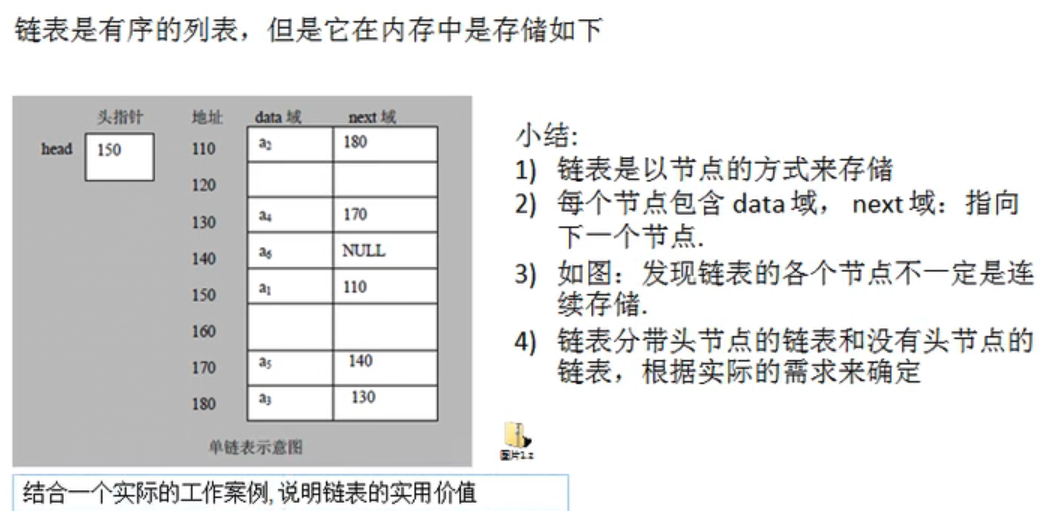 链表是有序的列表，但是它在内存中是存储如下
头指针 地址 data 域 next 域
head 150 110 a₂ 180
120
130 a₄ 170
140 a₆ NULL
150 a₁ 110
160
170 a₅ 140
180 a₃ 130
单链表示意图
小结:
1) 链表是以节点的方式来存储
2) 每个节点包含 data 域， next 域：指向
下一个节点.
3) 如图：发现链表的各个节点不一定是连
续存储.
4) 链表分带头节点的链表和没有头节点的
链表，根据实际的需求来确定
图片1.z
结合一个实际的工作案例, 说明链表的实用价值